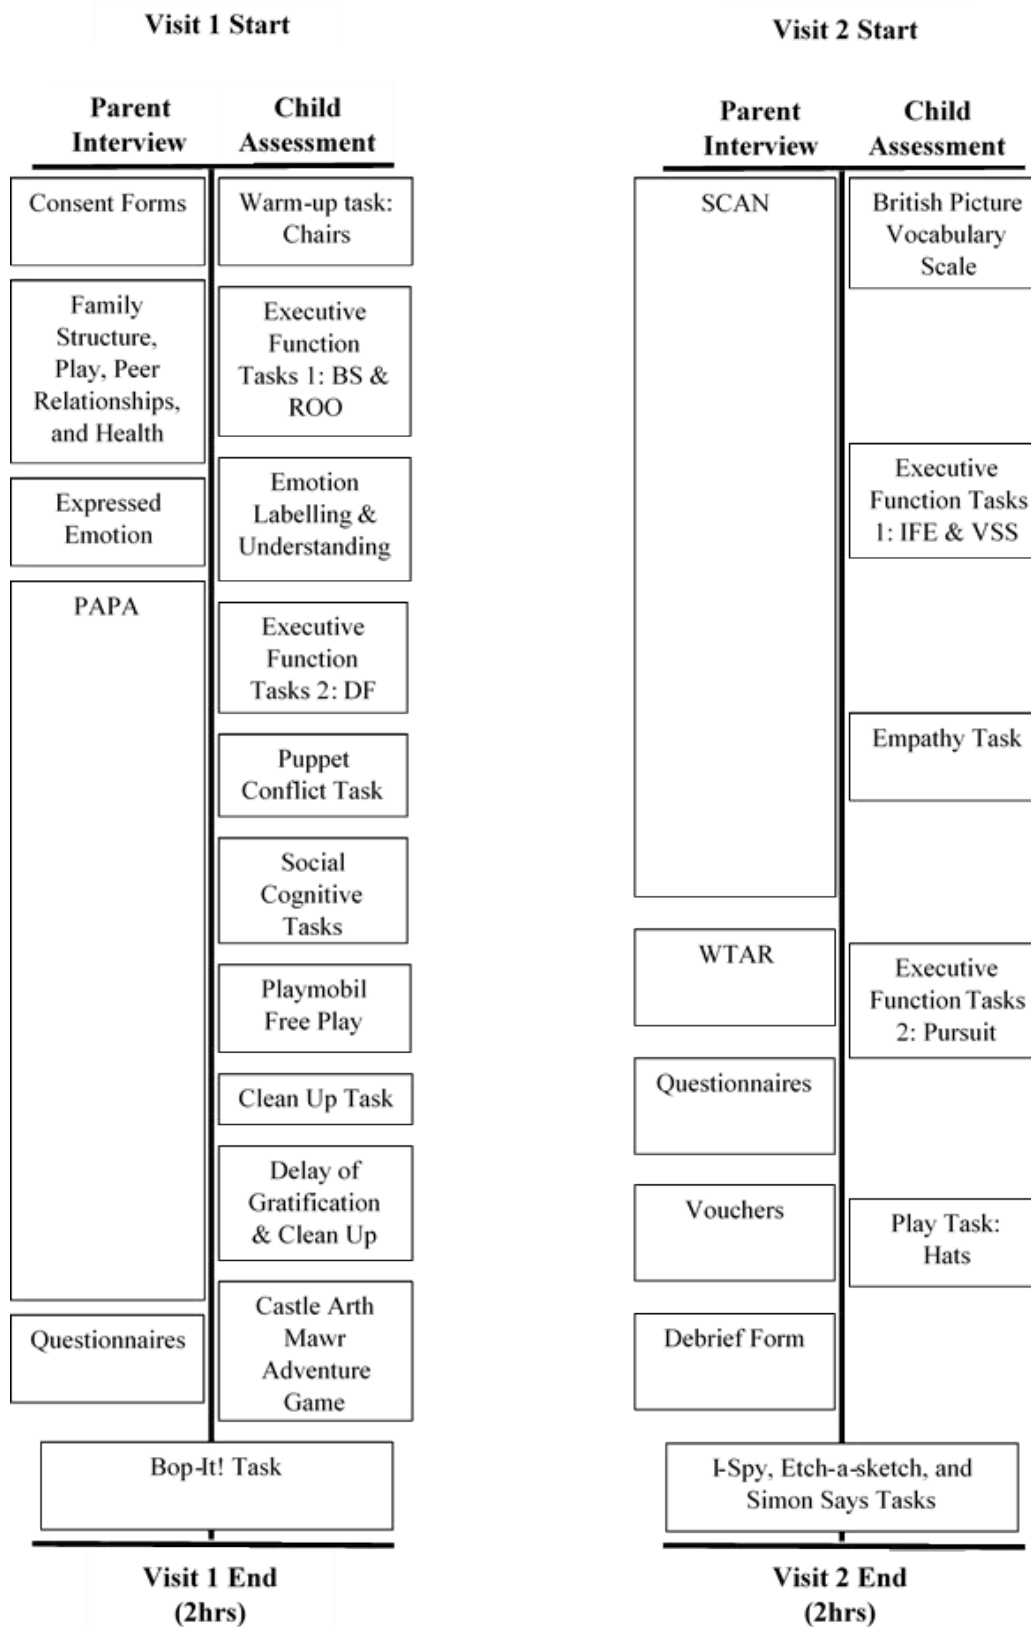 Visit 1 Start
Parent
Interview
Child
Assessment
Consent Forms
Family
Structure,
Play, Peer
Relationships,
and Health
Expressed
Emotion
PAPA
Questionnaires
Warm-up task:
Chairs
Executive
Function
Tasks 1: BS &
ROO
Emotion
Labelling &
Understanding
Executive
Function
Tasks 2: DF
Puppet
Conflict Task
Social
Cognitive
Tasks
Playmobil
Free Play
Clean Up Task
Delay of
Gratification
& Clean Up
Castle Arth
Mawr
Adventure
Game
Bop-It! Task
Visit 1 End
(2hrs)
Visit 2 Start
Parent
Interview
Child
Assessment
SCAN
WTAR
Questionnaires
Vouchers
Debrief Form
British Picture
Vocabulary
Scale
Executive
Function Tasks
1: IFE & VSS
Empathy Task
Executive
Function Tasks
2: Pursuit
Play Task:
Hats
I-Spy, Etch-a-sketch, and
Simon Says Tasks
Visit 2 End
(2hrs)